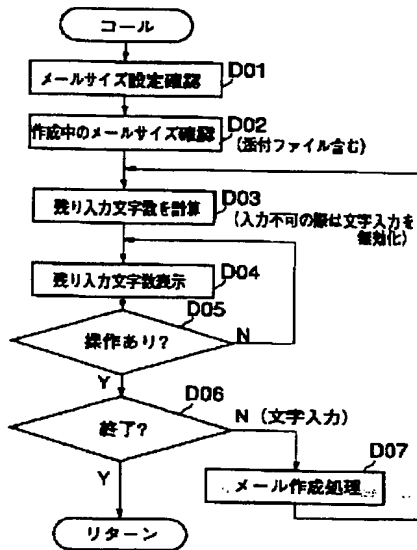 コール
D01
メールサイズ設定確認
D02
作成中のメールサイズ確認
(添付ファイル含む)
D03
残り入力文字数を計算
(入力不可の際は文字入力を
無効化)
D04
残り入力文字数表示
D05
操作あり?
N
Y
D06
終了?
N (文字入力)
Y
D07
メール作成処理
リターン